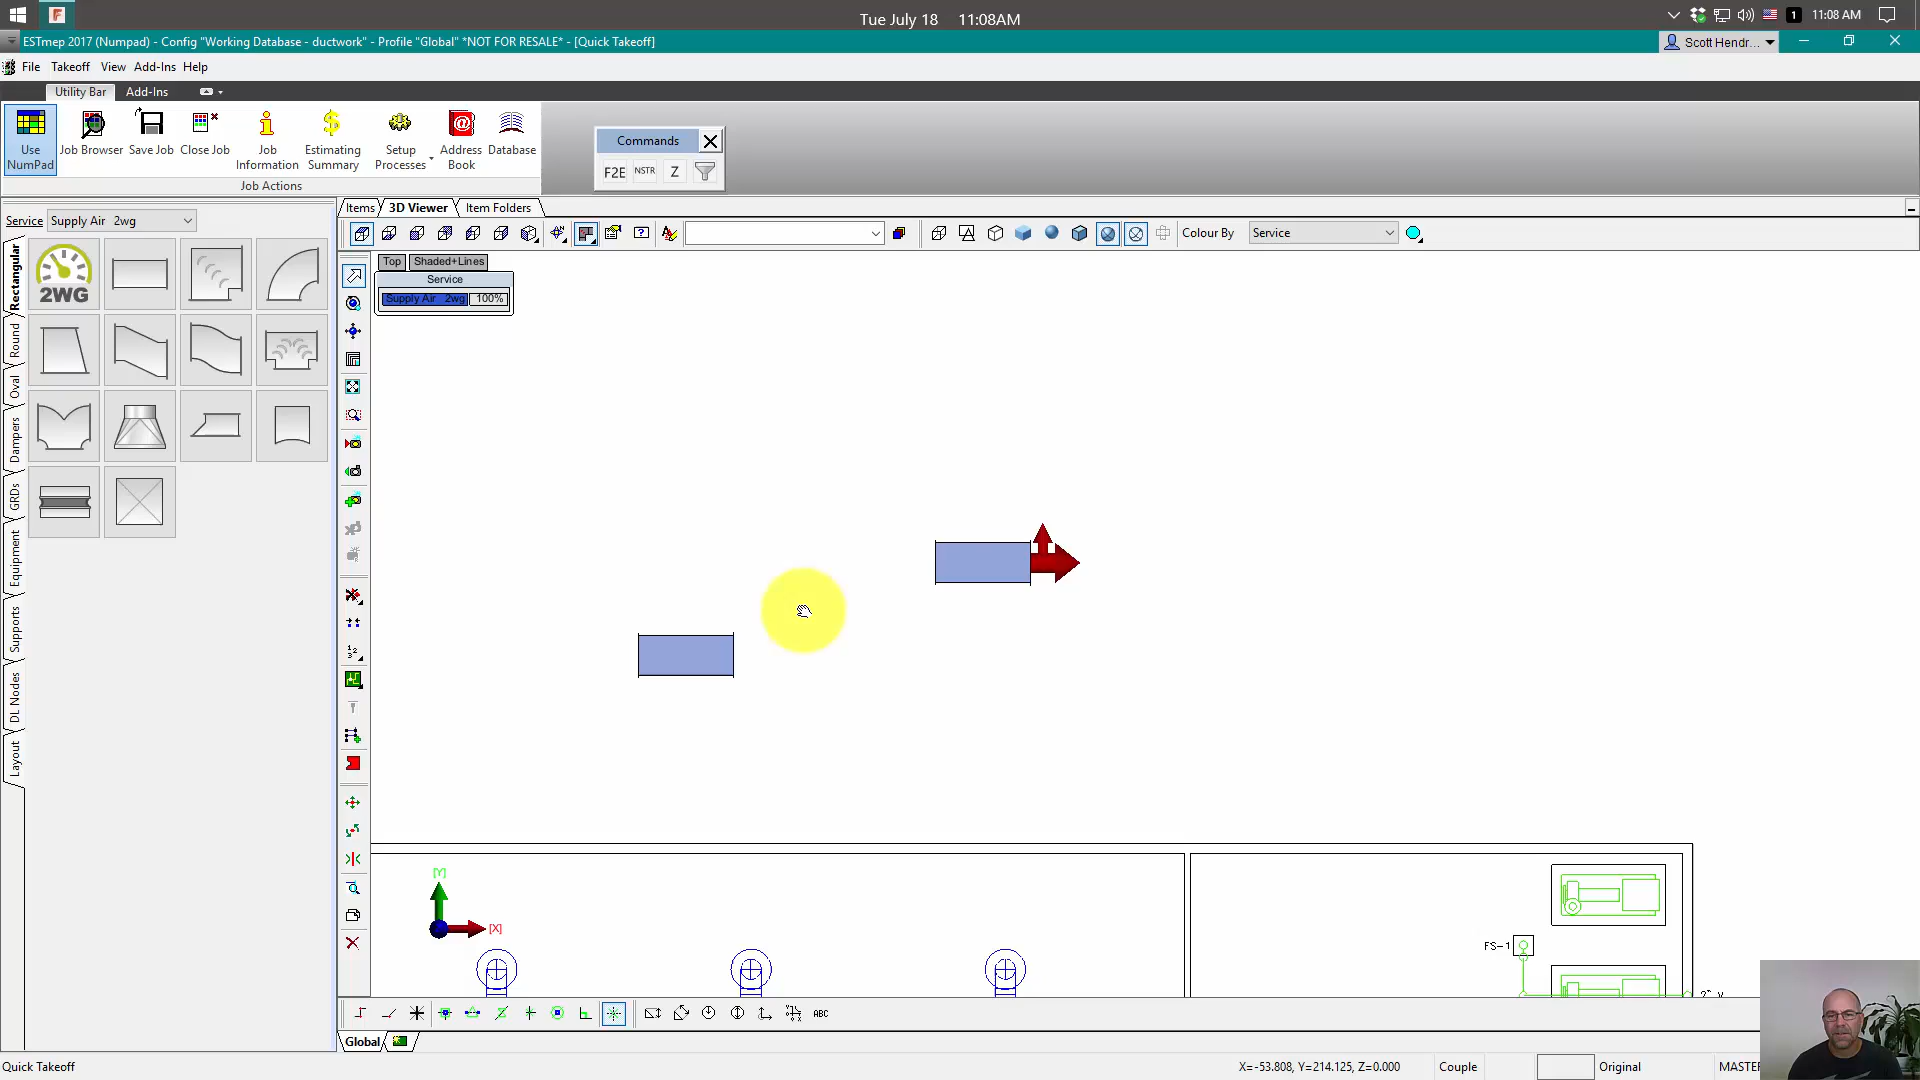 Tue July 18 11:08AM
1 11:08 AM
ESTmep 2017 (Numpad) - Config "Working Database - ductwork" - Profile "Global" *NOT FOR RESALE* - [Quick Takeoff]
Scott Hendr...
File Takeoff View Add-Ins Help
Utility Bar Add-Ins
Use NumPad
Job Browser
Save Job
Close Job
Job Information
Estimating Summary
Setup Processes
Address Book
Database
Job Actions
Commands
F2E NSTR Z
Service Supply Air 2wg
Items 3D Viewer Item Folders
Colour By Service
Top Shaded+Lines
Service
Supply Air 2wg 100%
2WG
Rectangular
Round
Oval
Dampers
GRDs
Equipment
Supports
DL Nodes
Layout
[Y]
[X]
FS-1
ABC
Global
Quick Takeoff
X=-53.808, Y=214.125, Z=0.000
Couple
Original
MASTE